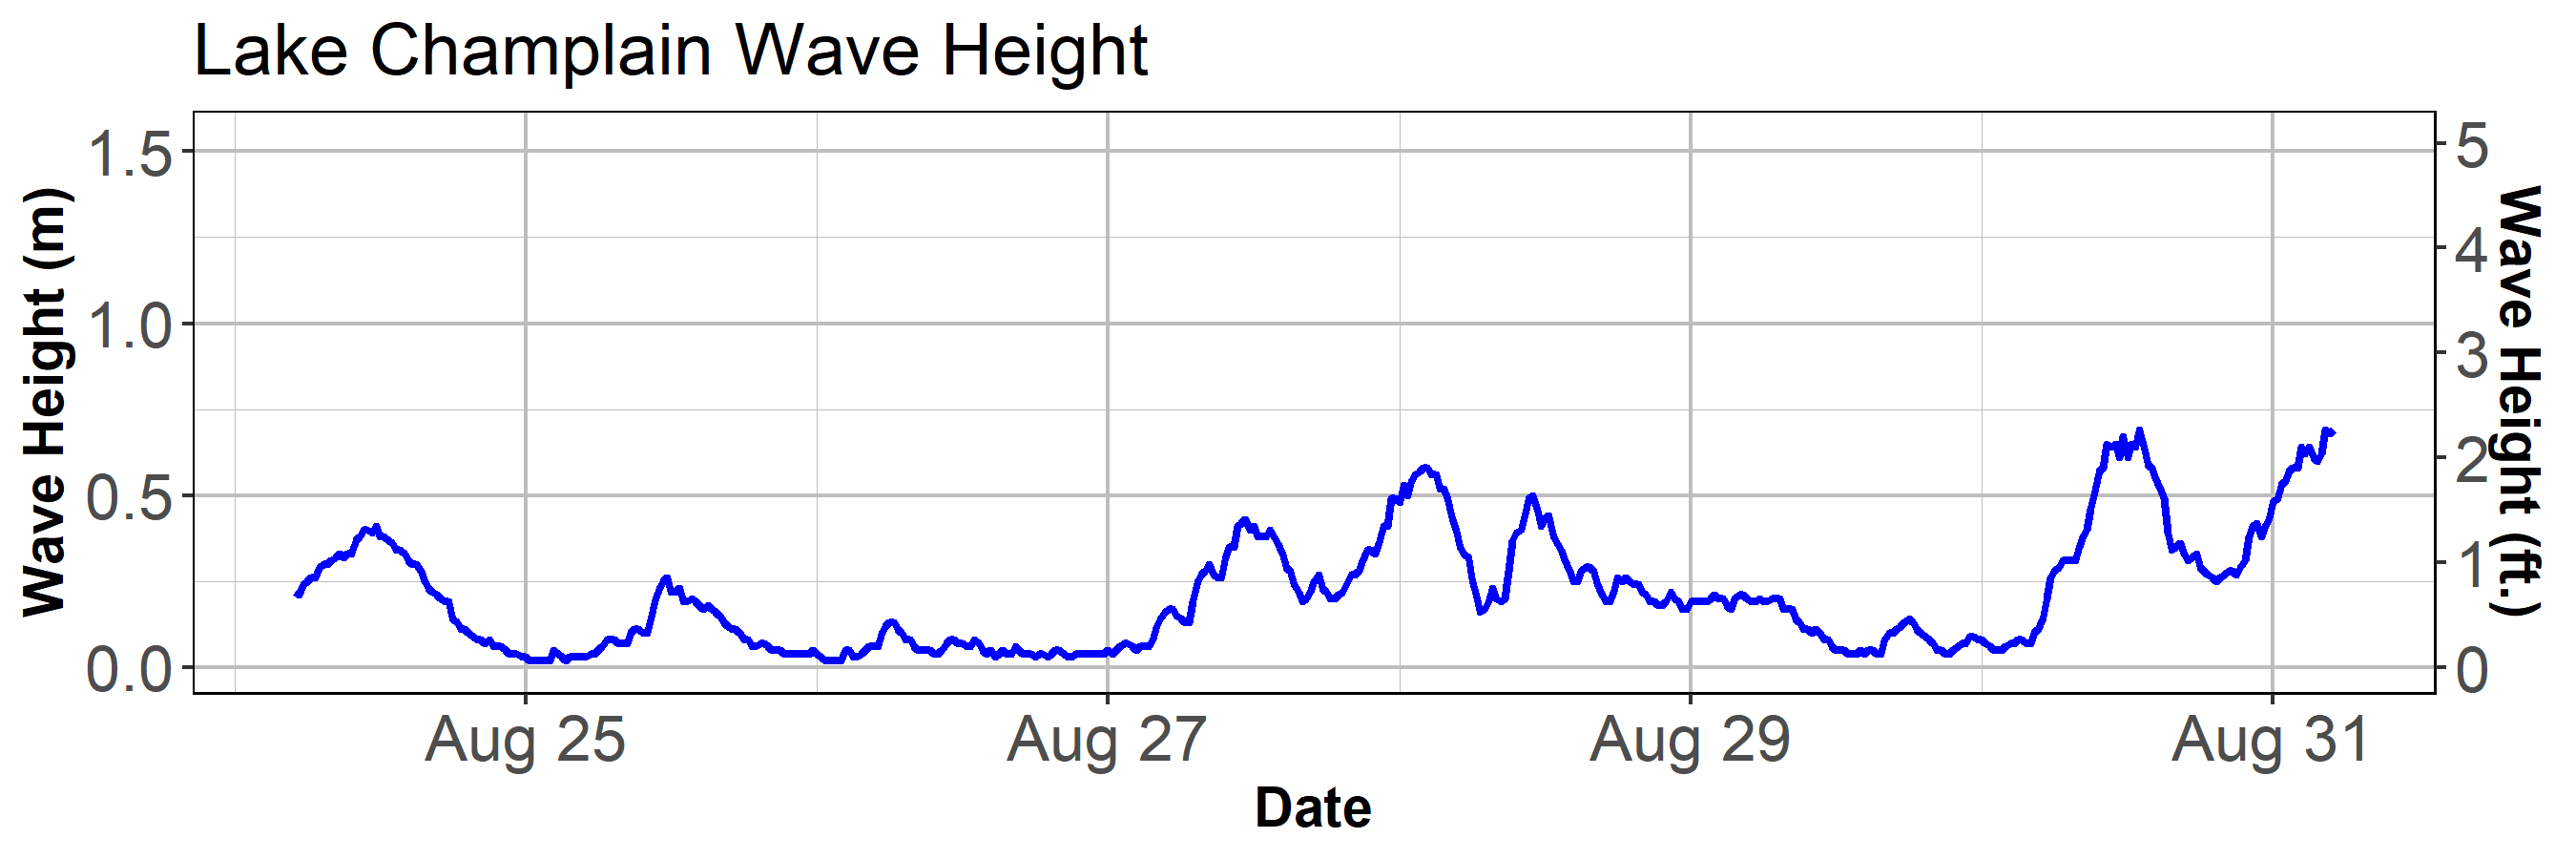 Lake Champlain Wave Height
Wave Height (m)
1.5
1.0
0.5
0.0
5
4
3
2
1
0
Wave Height (ft.)
Aug 25
Aug 27
Aug 29
Aug 31
Date